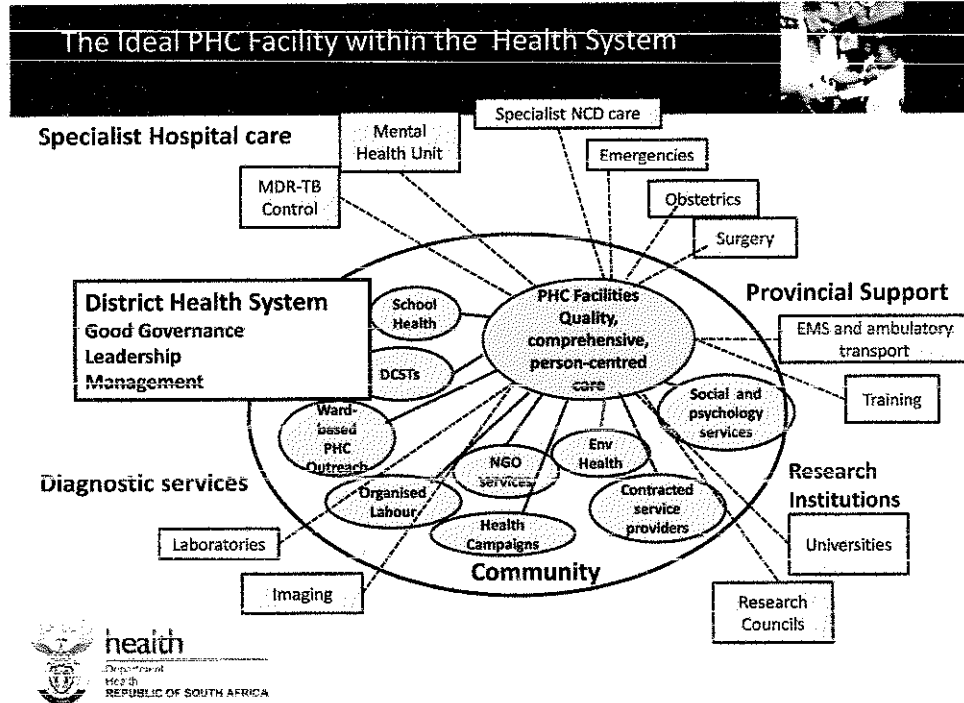 The Ideal PHC Facility within the Health System
Specialist Hospital care
Mental
Health Unit
Specialist NCD care
Emergencies
MDR-TB
Control
Obstetrics
Surgery
District Health System
Good Governance
Leadership
Management
School
Health
PHC Facilities
Quality,
comprehensive,
person-centred
care
Provincial Support
EMS and ambulatory
transport
DCSTs
Training
Social and
psychology
services
Ward-
based
PHC
Outreach
Env
Health
NGO
services
Diagnostic services
Organised
Labour
Contracted
service
providers
Research
Institutions
Health
Campaigns
Laboratories
Universities
Community
Imaging
Research
Councils
health
Department
Health
REPUBLIC OF SOUTH AFRICA